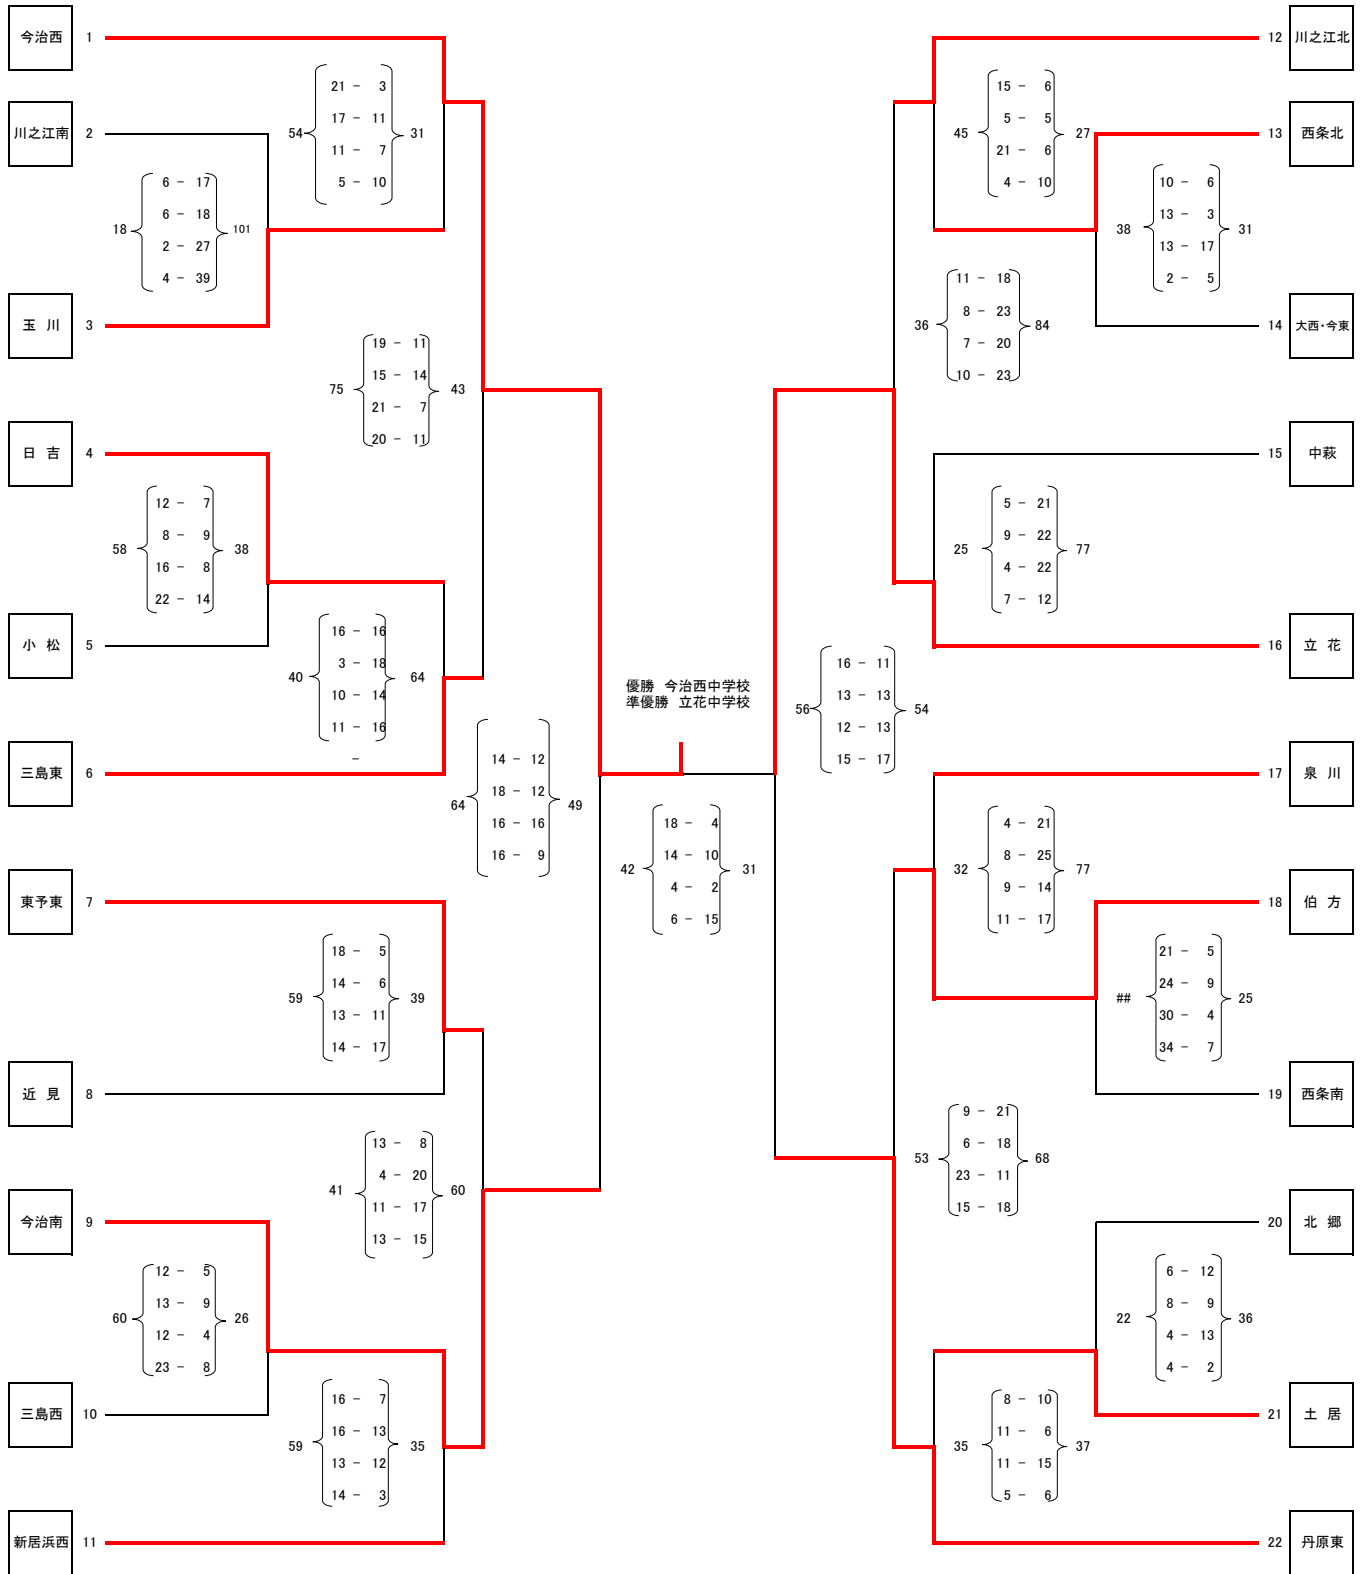 今治西 1
21 - 3
17 - 11
54 31
11 - 7
5 - 10
川之江南 2
6 - 17
6 - 18
18 101
2 - 27
4 - 39
玉 川 3
19 - 11
15 - 14
75 43
21 - 7
20 - 11
日 吉 4
12 - 7
8 - 9
58 38
16 - 8
22 - 14
小 松 5
16 - 16
3 - 18
40 64
10 - 14
11 - 16
-
三島東 6
14 - 12
18 - 12
64 49
16 - 16
16 - 9
東予東 7
18 - 5
14 - 6
59 39
13 - 11
14 - 17
近 見 8
13 - 8
4 - 20
41 60
11 - 17
13 - 15
今治南 9
12 - 5
13 - 9
60 26
12 - 4
23 - 8
三島西 10
16 - 7
16 - 13
59 35
13 - 12
14 - 3
新居浜西 11
優勝 今治西中学校
準優勝 立花中学校
18 - 4
14 - 10
42 31
4 - 2
6 - 15
12 川之江北
15 - 6
5 - 5
45 27
21 - 6
4 - 10
13 西条北
10 - 6
13 - 3
38 31
13 - 17
2 - 5
14 大西・今東
11 - 18
8 - 23
36 84
7 - 20
10 - 23
15 中萩
5 - 21
9 - 22
25 77
4 - 22
7 - 12
16 立 花
16 - 11
13 - 13
56 54
12 - 13
15 - 17
17 泉 川
4 - 21
8 - 25
32 77
9 - 14
11 - 17
18 伯 方
21 - 5
24 - 9
## 25
30 - 4
34 - 7
19 西条南
9 - 21
6 - 18
53 68
23 - 11
15 - 18
20 北 郷
6 - 12
8 - 9
22 36
4 - 13
4 - 2
21 土 居
8 - 10
11 - 6
35 37
11 - 15
5 - 6
22 丹原東